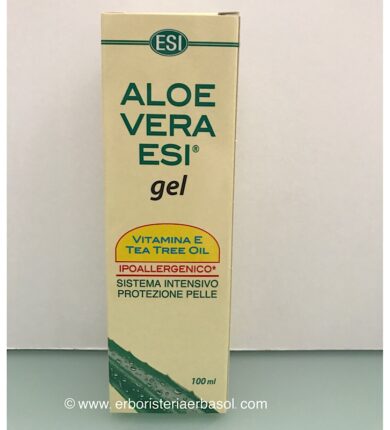 ESI
ALOE
VERA
ESI®
gel
VITAMINA E
TEA TREE OIL
IPOALLERGENICO*
SISTEMA INTENSIVO
PROTEZIONE PELLE
100 ml
© www. erboristeriaerbasol. com